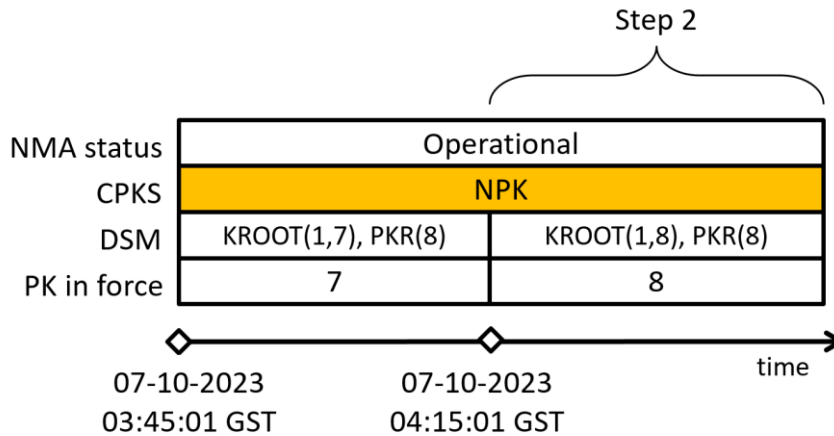 Step 2
NMA status Operational
CPKS NPK
DSM KROOT(1,7), PKR(8) KROOT(1,8), PKR(8)
PK in force 7 8
time
07-10-2023 07-10-2023
03:45:01 GST 04:15:01 GST